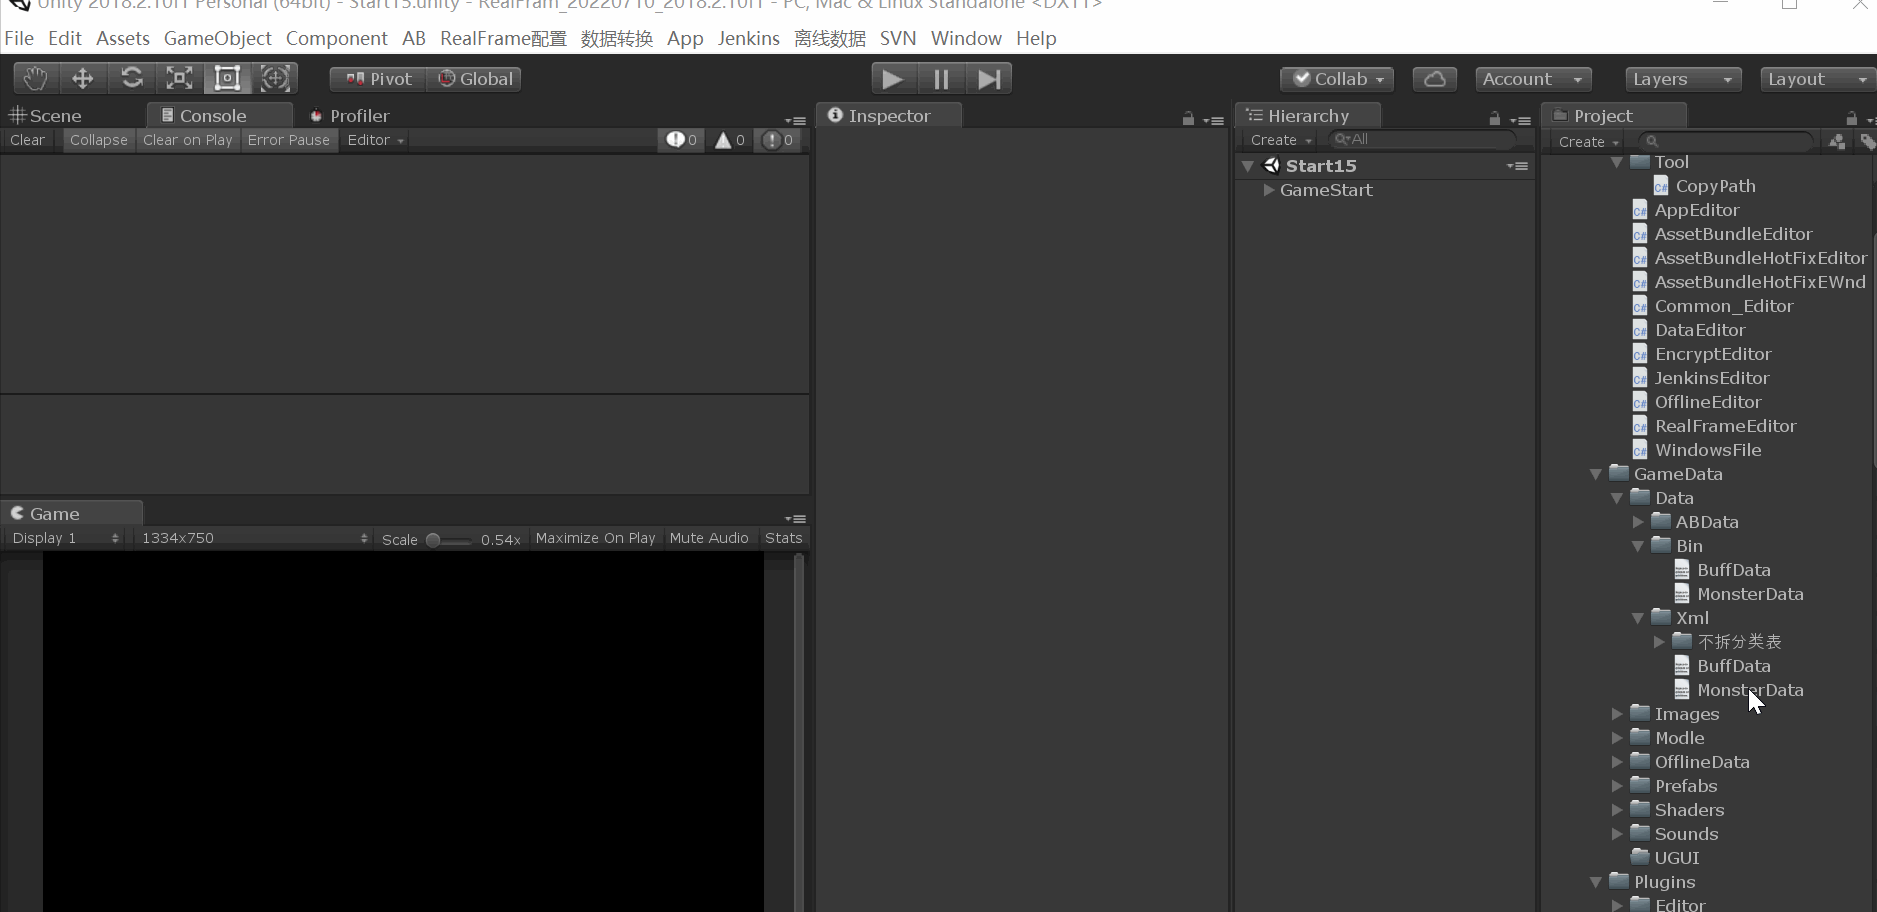 Unity 2018.2.10f1 Personal (64bit) - Start15.unity - RealFram_20220710_2018.2.10f1 - PC, Mac & Linux Standalone <DX11>
File Edit Assets GameObject Component AB RealFrame配置 数据转换 App Jenkins 离线数据 SVN Window Help
Pivot Global Collab Account Layers Layout
Scene Console Profiler
Clear Collapse Clear on Play Error Pause Editor 0 0 0
Game
Display 1 1334x750 Scale 0.54x Maximize On Play Mute Audio Stats
Inspector
Hierarchy
Create All
Start15
GameStart
Project
Create
Tool
C# CopyPath
C# AppEditor
C# AssetBundleEditor
C# AssetBundleHotFixEditor
C# AssetBundleHotFixEWnd
C# Common_Editor
C# DataEditor
C# EncryptEditor
C# JenkinsEditor
C# OfflineEditor
C# RealFrameEditor
C# WindowsFile
GameData
Data
ABData
Bin
BuffData
MonsterData
Xml
不拆分类表
BuffData
MonsterData
Images
Modle
OfflineData
Prefabs
Shaders
Sounds
UGUI
Plugins
Editor